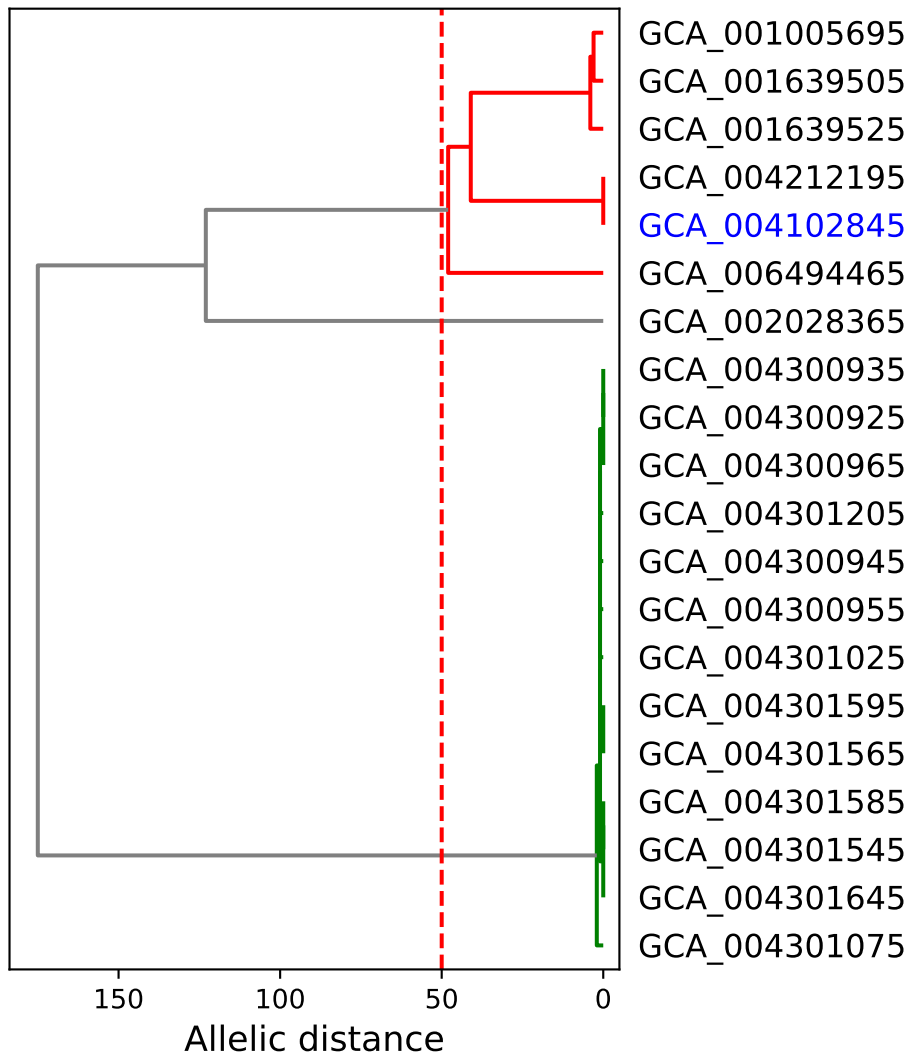 GCA_001005695
GCA_001639505
GCA_001639525
GCA_004212195
GCA_004102845
GCA_006494465
GCA_002028365
GCA_004300935
GCA_004300925
GCA_004300965
GCA_004301205
GCA_004300945
GCA_004300955
GCA_004301025
GCA_004301595
GCA_004301565
GCA_004301585
GCA_004301545
GCA_004301645
GCA_004301075
150 100 50 0
Allelic distance